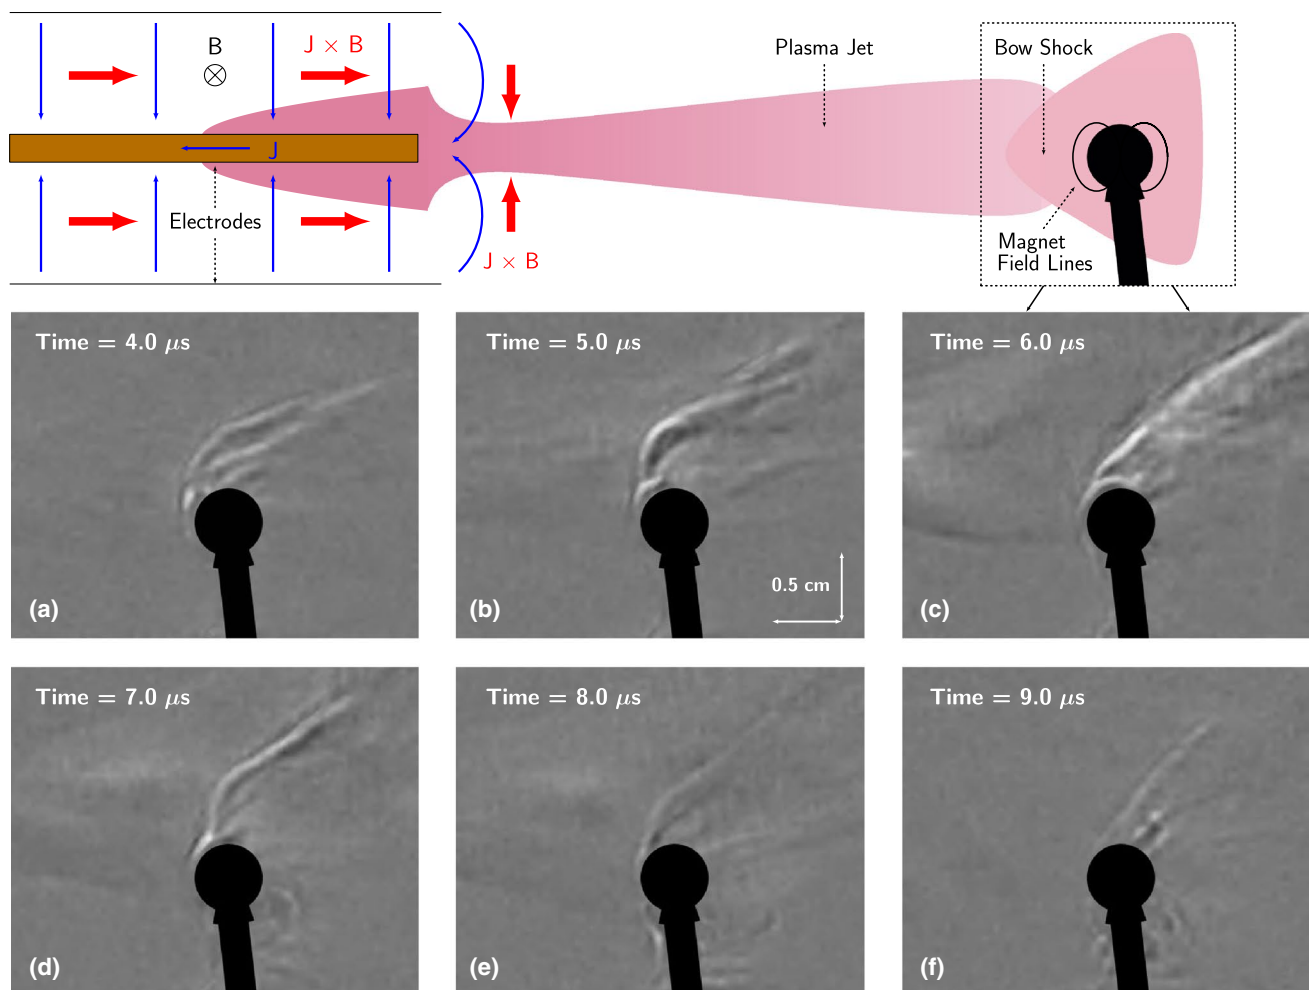 B
J × B
Plasma Jet
Bow Shock
J
Electrodes
J × B
Magnet
Field Lines
Time = 4.0 μs
(a)
Time = 5.0 μs
0.5 cm
(b)
Time = 6.0 μs
(c)
Time = 7.0 μs
(d)
Time = 8.0 μs
(e)
Time = 9.0 μs
(f)